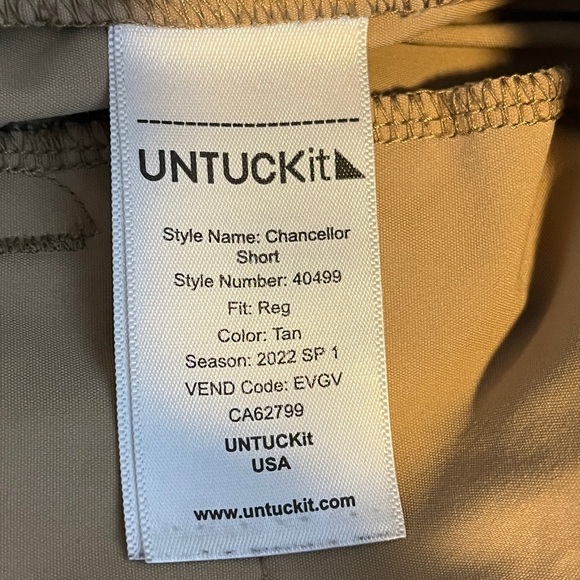 UNTUCKit
Style Name: Chancellor
Short
Style Number: 40499
Fit: Reg
Color: Tan
Season: 2022 SP 1
VEND Code: EVGV
CA62799
UNTUCKit
USA
www.untuckit.com